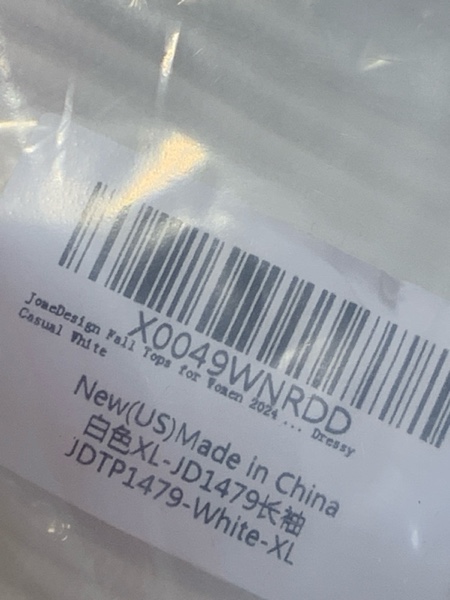 X0049WNRDD
JomeDesign Fall Tops for Women 2024 ... Dressy
Casual White
New(US)Made in China
白色XL-JD1479长袖
JDTP1479-White-XL